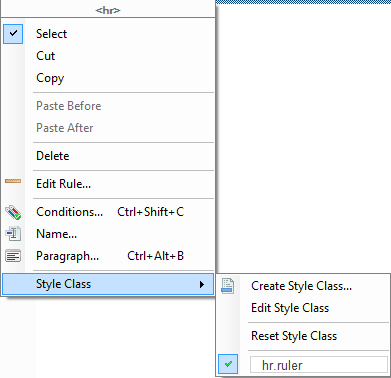 <hr>
Select
Cut
Copy
Paste Before
Paste After
Delete
Edit Rule...
Conditions... Ctrl+Shift+C
Name...
Paragraph... Ctrl+Alt+B
Style Class
Create Style Class...
Edit Style Class
Reset Style Class
hr.ruler